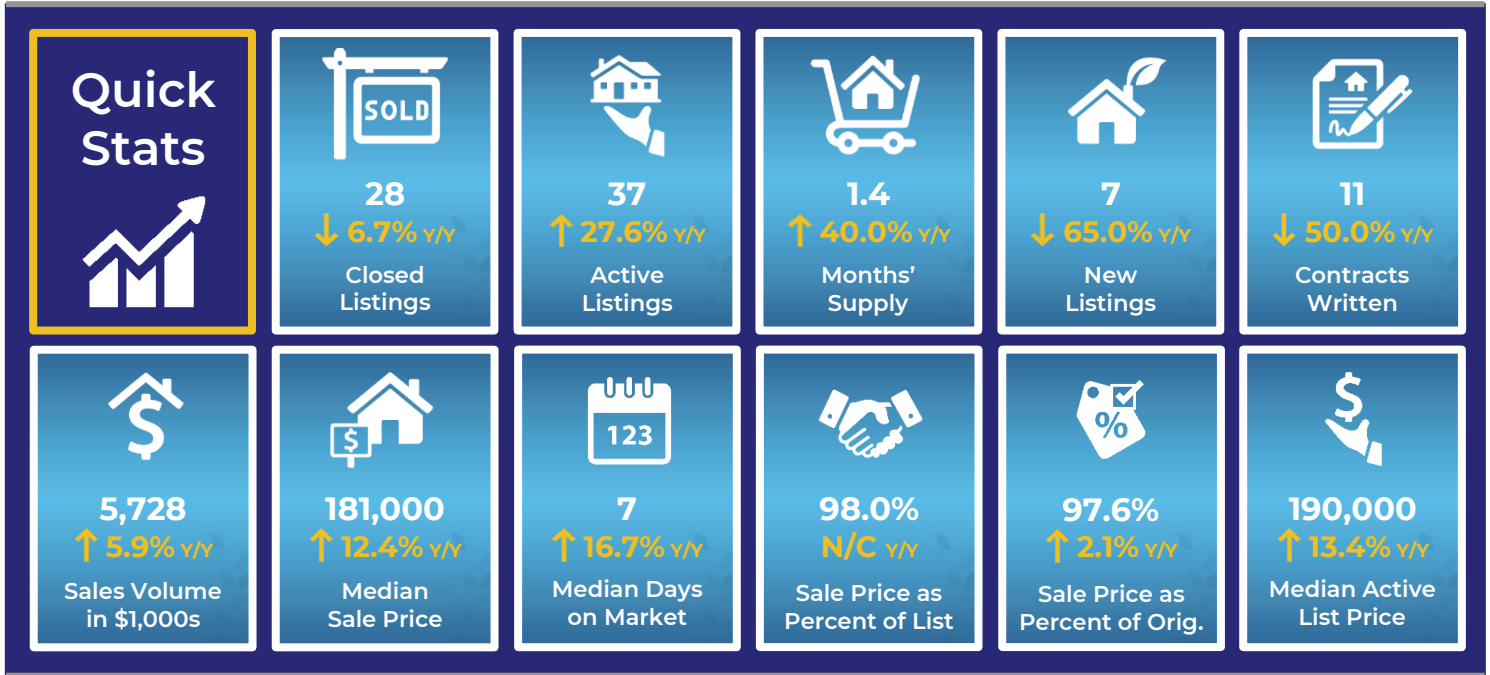 Quick
Stats
SOLD
28
↓ 6.7% Y/Y
Closed
Listings
37
↑ 27.6% Y/Y
Active
Listings
1.4
↑ 40.0% Y/Y
Months’
Supply
7
↓ 65.0% Y/Y
New
Listings
11
↓ 50.0% Y/Y
Contracts
Written
$
5,728
↑ 5.9% Y/Y
Sales Volume
in $1,000s
$
181,000
↑ 12.4% Y/Y
Median
Sale Price
123
7
↑ 16.7% Y/Y
Median Days
on Market
98.0%
N/C Y/Y
Sale Price as
Percent of List
%
97.6%
↑ 2.1% Y/Y
Sale Price as
Percent of Orig.
$
190,000
↑ 13.4% Y/Y
Median Active
List Price